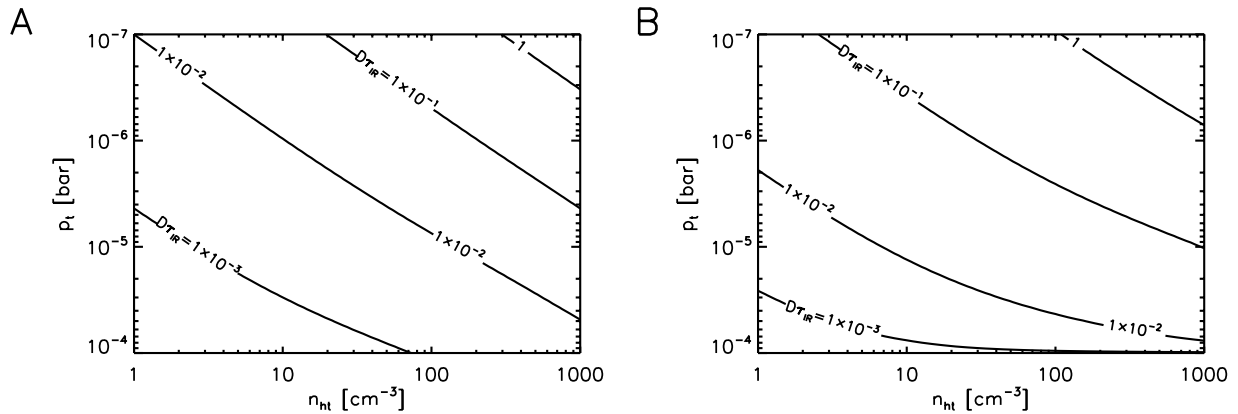 A
10⁻⁷
10⁻⁶
10⁻⁵
10⁻⁴
p_t [bar]
1×10⁻²
Dτ_IR=1×10⁻¹
1
1×10⁻²
Dτ_IR=1×10⁻³
1 10 100 1000
n_ht [cm⁻³]
B
10⁻⁷
10⁻⁶
10⁻⁵
10⁻⁴
p_t [bar]
Dτ_IR=1×10⁻¹
1
1×10⁻²
Dτ_IR=1×10⁻³
1×10⁻²
1 10 100 1000
n_ht [cm⁻³]